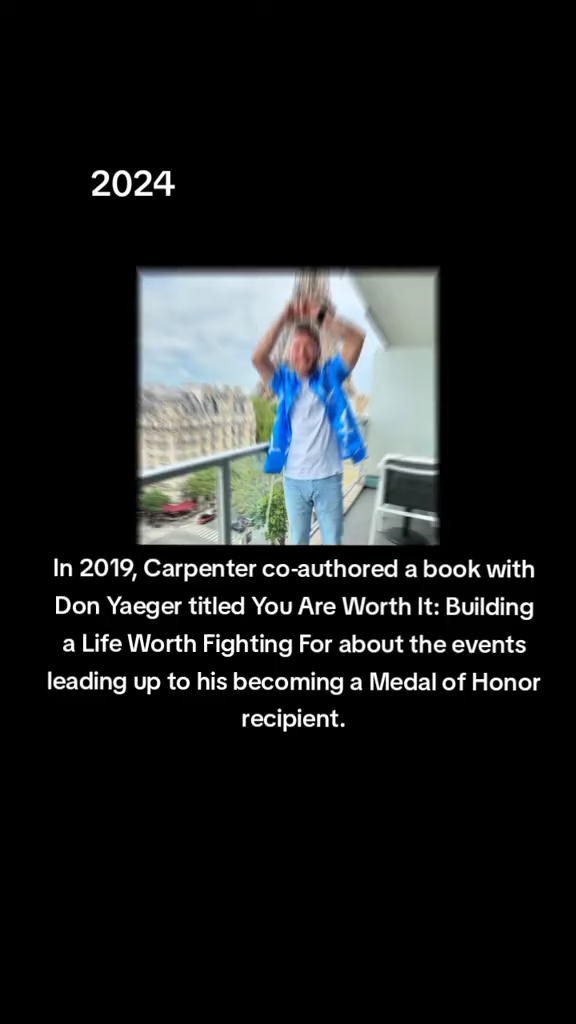 2024
In 2019, Carpenter co-authored a book with
Don Yaeger titled You Are Worth It: Building
a Life Worth Fighting For about the events
leading up to his becoming a Medal of Honor
recipient.